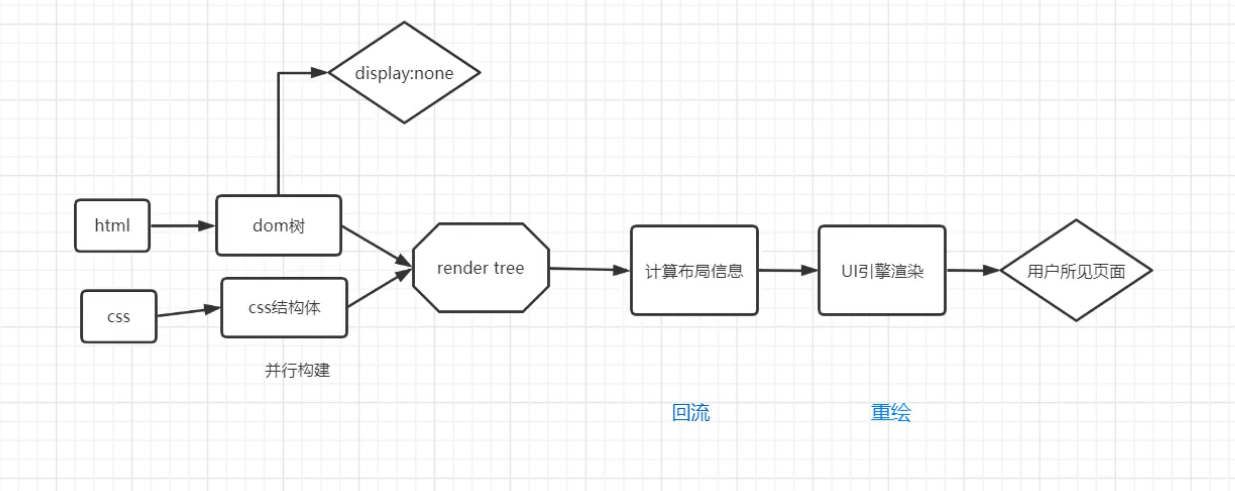 display:none
html
dom树
render tree
计算布局信息
UI引擎渲染
用户所见页面
css
css结构体
并行构建
回流
重绘